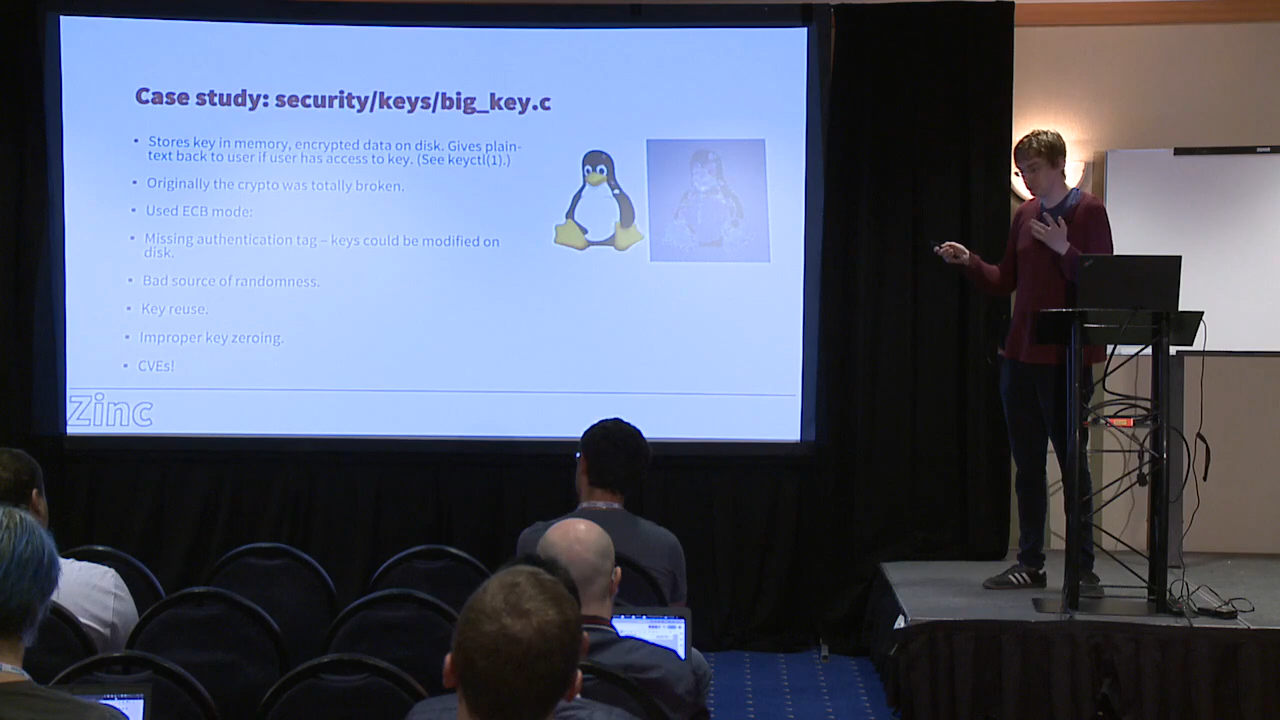 Case study: security/keys/big_key.c
• Stores key in memory, encrypted data on disk. Gives plain-
text back to user if user has access to key. (See keyctl(1).)
• Originally the crypto was totally broken.
• Used ECB mode:
• Missing authentication tag – keys could be modified on
disk.
• Bad source of randomness.
• Key reuse.
• Improper key zeroing.
• CVEs!
Zinc